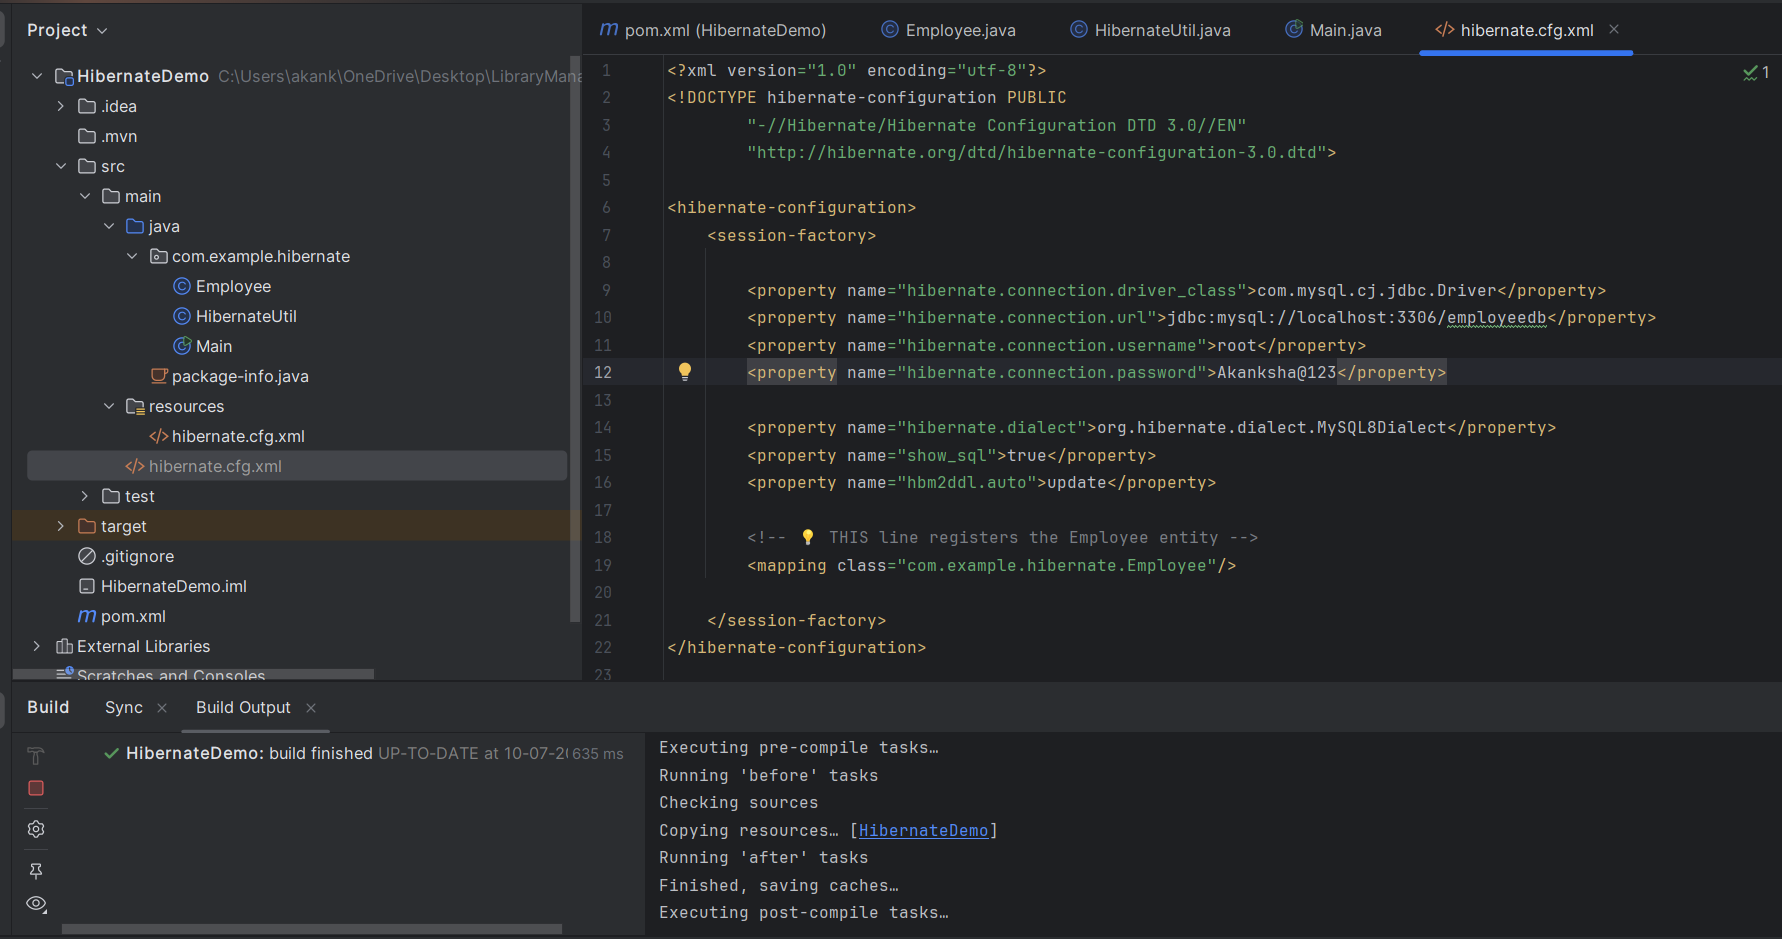 Project
HibernateDemo C:\Users\akank\OneDrive\Desktop\LibraryMana
.idea
.mvn
src
main
java
com.example.hibernate
Employee
HibernateUtil
Main
package-info.java
resources
hibernate.cfg.xml
hibernate.cfg.xml
test
target
.gitignore
HibernateDemo.iml
m pom.xml
External Libraries
Scratches and Consoles
m pom.xml (HibernateDemo) Employee.java HibernateUtil.java Main.java hibernate.cfg.xml
1
1 <?xml version="1.0" encoding="utf-8"?>
2 <!DOCTYPE hibernate-configuration PUBLIC
3 "-//Hibernate/Hibernate Configuration DTD 3.0//EN"
4 "http://hibernate.org/dtd/hibernate-configuration-3.0.dtd">
5
6 <hibernate-configuration>
7 <session-factory>
8
9 <property name="hibernate.connection.driver_class">com.mysql.cj.jdbc.Driver</property>
10 <property name="hibernate.connection.url">jdbc:mysql://localhost:3306/employeedb</property>
11 <property name="hibernate.connection.username">root</property>
12 <property name="hibernate.connection.password">Akanksha@123</property>
13
14 <property name="hibernate.dialect">org.hibernate.dialect.MySQL8Dialect</property>
15 <property name="show_sql">true</property>
16 <property name="hbm2ddl.auto">update</property>
17
18 <!-- 💡 THIS line registers the Employee entity -->
19 <mapping class="com.example.hibernate.Employee"/>
20
21 </session-factory>
22 </hibernate-configuration>
23
Build Sync Build Output
HibernateDemo: build finished UP-TO-DATE at 10-07-20 635 ms
Executing pre-compile tasks…
Running 'before' tasks
Checking sources
Copying resources… [HibernateDemo]
Running 'after' tasks
Finished, saving caches…
Executing post-compile tasks…